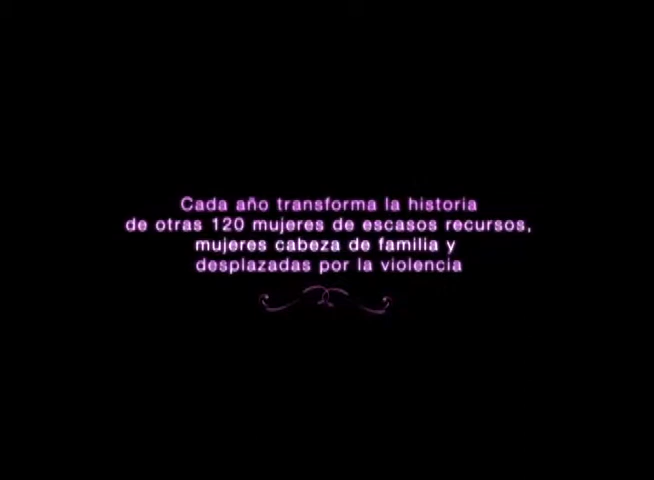 Cada año transforma la historia
de otras 120 mujeres de escasos recursos,
mujeres cabeza de familia y
desplazadas por la violencia